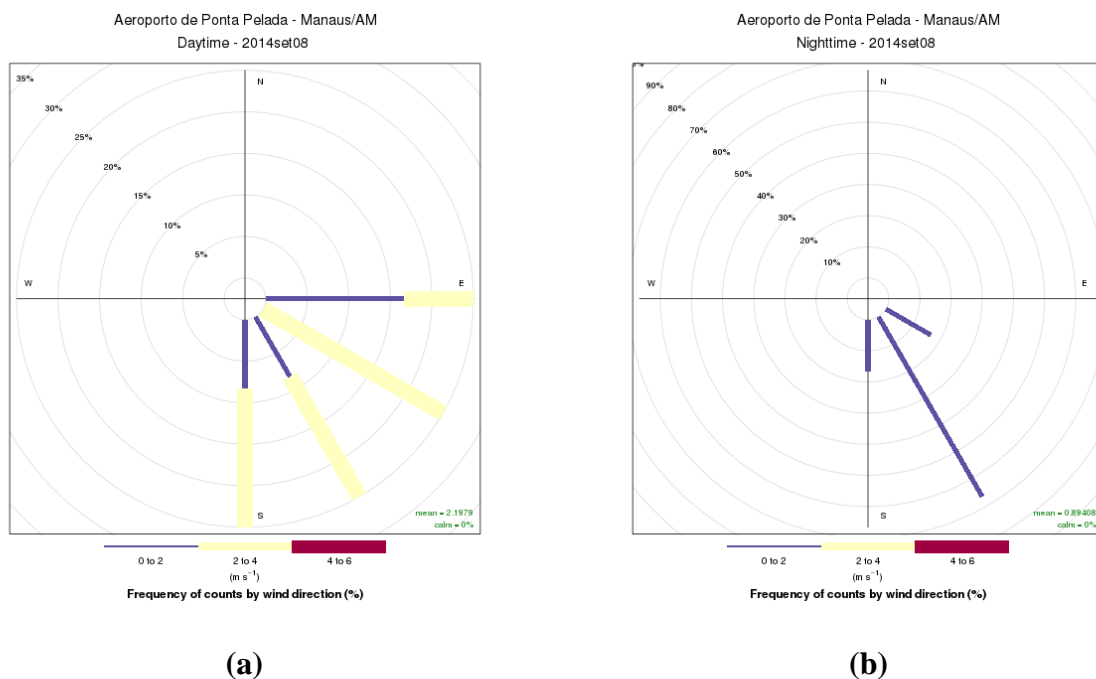 Aeroporto de Ponta Pelada - Manaus/AM
Daytime - 2014set08
35%
30%
25%
20%
15%
10%
5%
N
W
E
S
mean = 2.1979
calm = 0%
0 to 2
2 to 4
4 to 6
(m s⁻¹)
Frequency of counts by wind direction (%)
(a)
Aeroporto de Ponta Pelada - Manaus/AM
Nighttime - 2014set08
90%
80%
70%
60%
50%
40%
30%
20%
10%
N
W
E
S
mean = 0.89408
calm = 0%
0 to 2
2 to 4
4 to 6
(m s⁻¹)
Frequency of counts by wind direction (%)
(b)